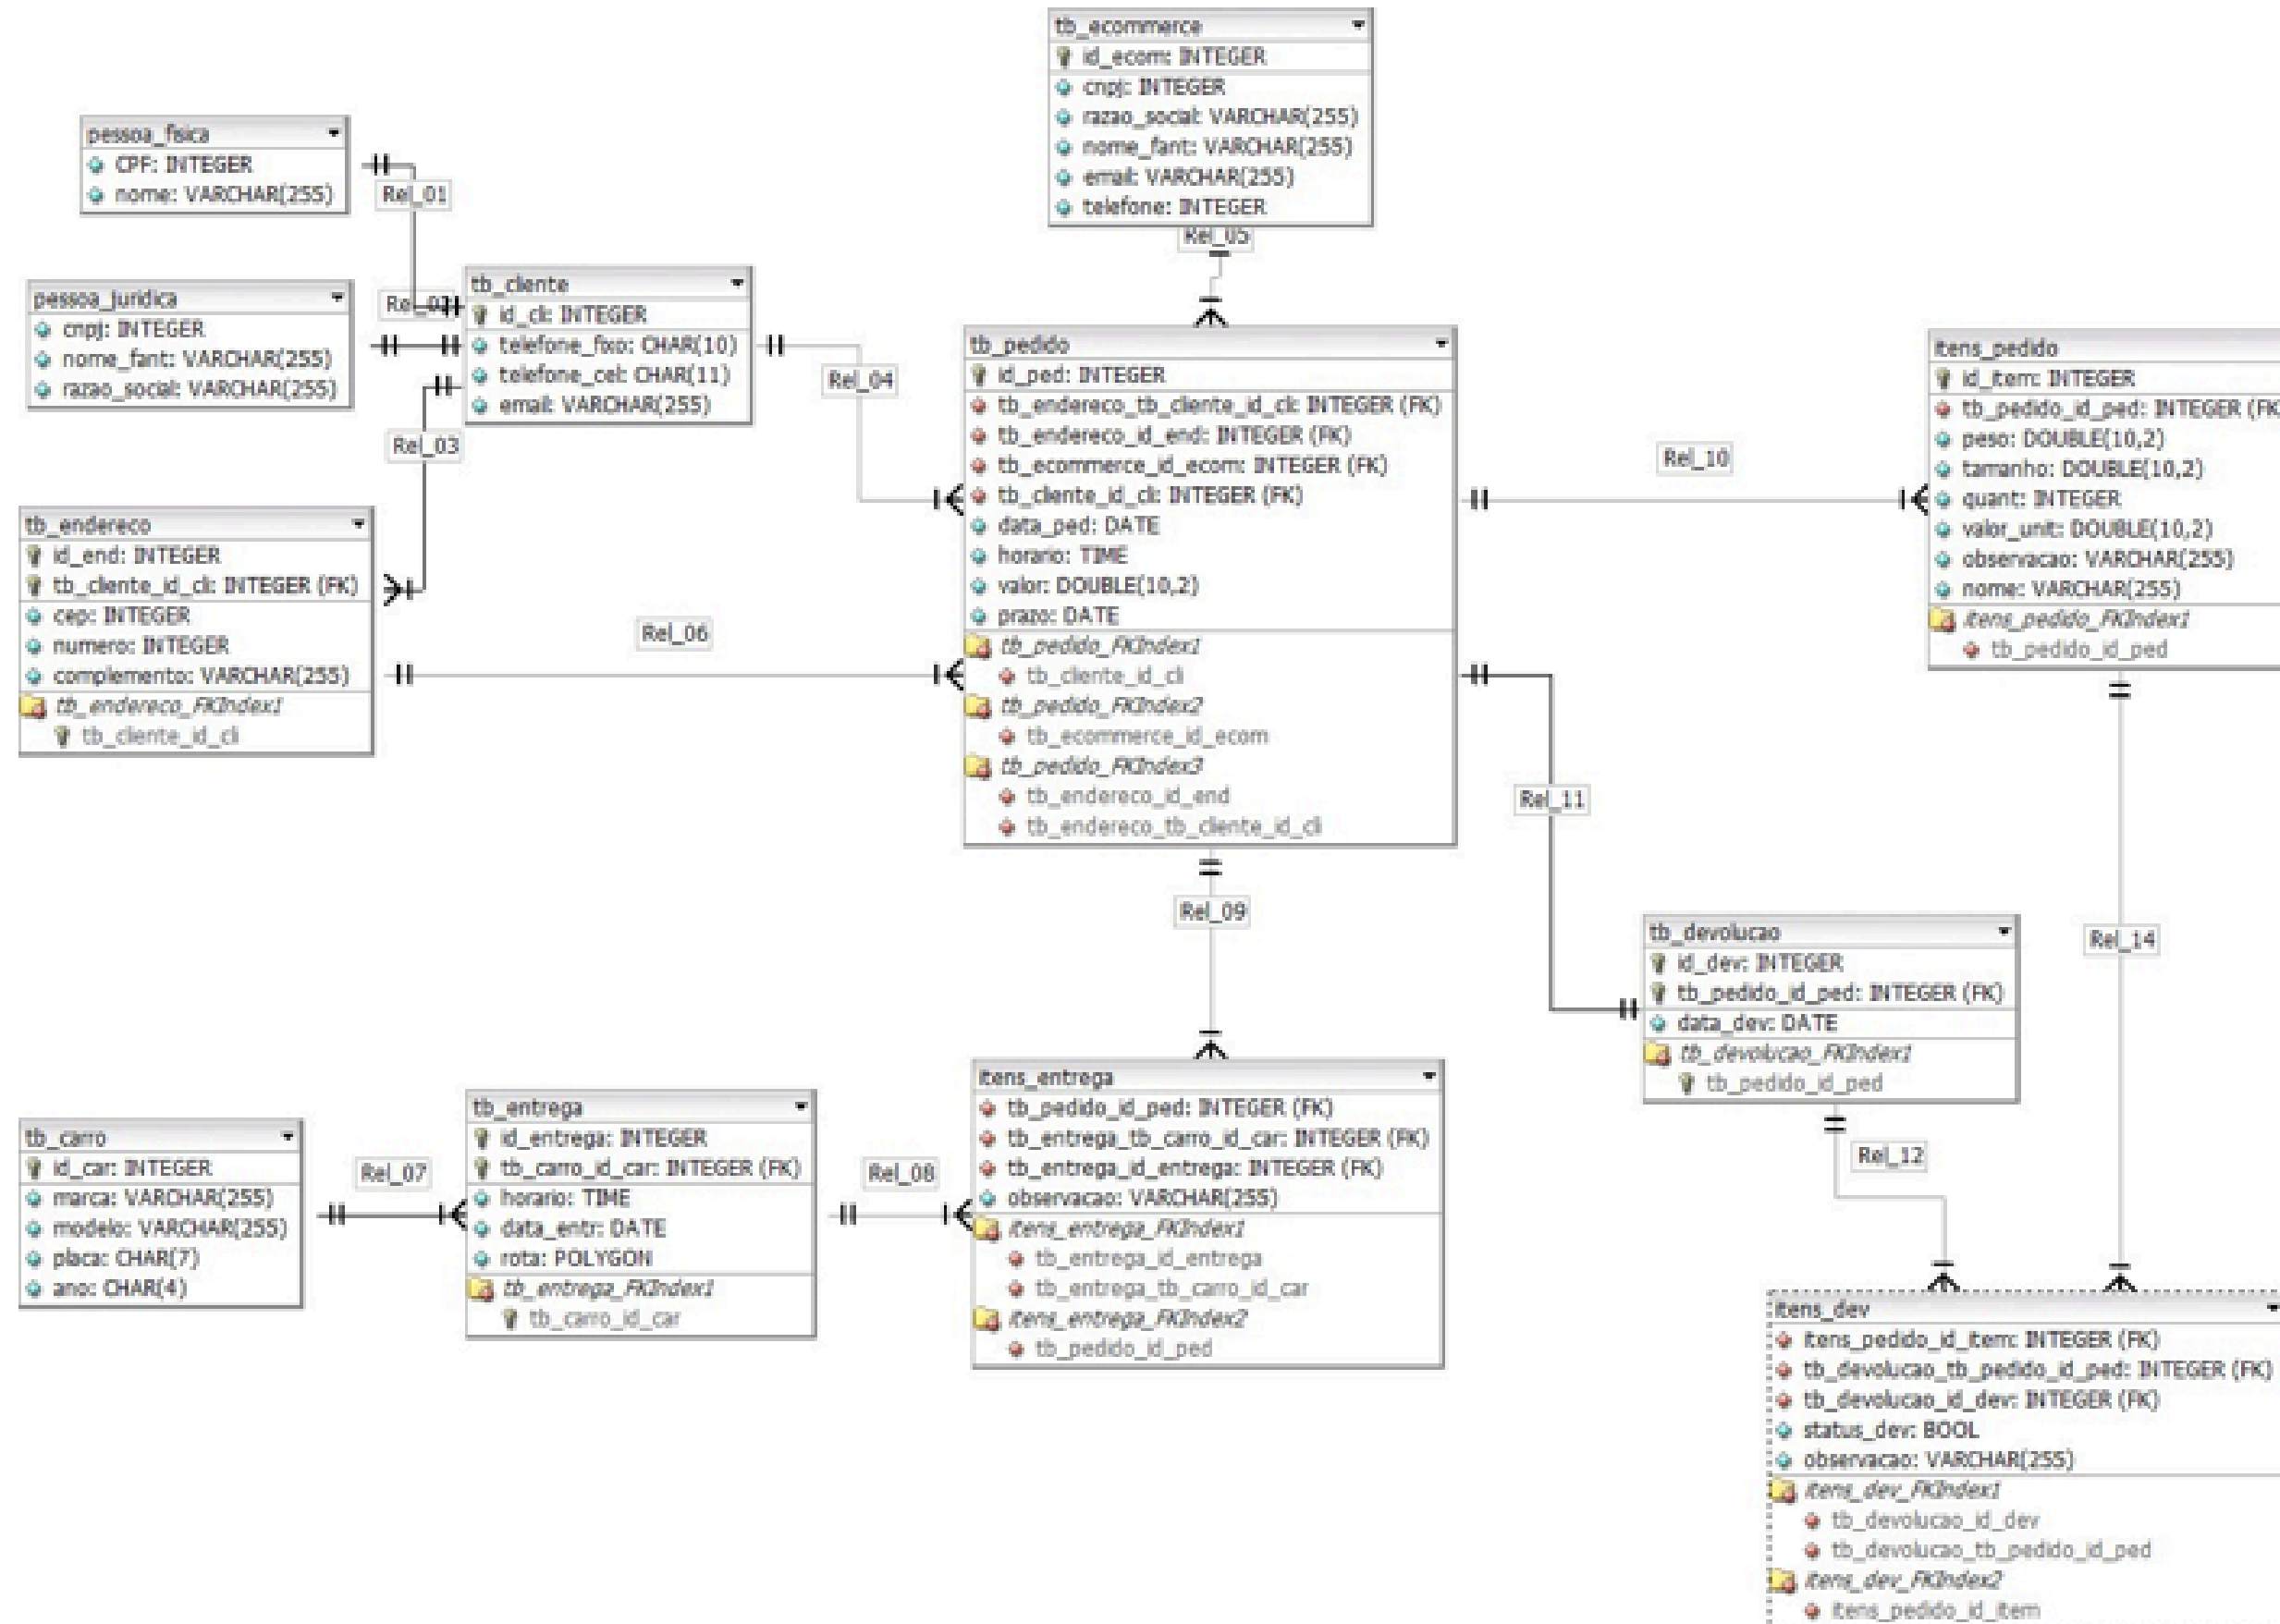 tb_ecommerce
id_ecom: INTEGER
cnpj: INTEGER
razao_social: VARCHAR(255)
nome_fant: VARCHAR(255)
email: VARCHAR(255)
telefone: INTEGER
Rel_05
pessoa_fisica
CPF: INTEGER
nome: VARCHAR(255)
Rel_01
pessoa_juridica
cnpj: INTEGER
nome_fant: VARCHAR(255)
razao_social: VARCHAR(255)
Rel_02
tb_cliente
id_cli: INTEGER
telefone_fixo: CHAR(10)
telefone_cel: CHAR(11)
email: VARCHAR(255)
Rel_03
Rel_04
tb_endereco
id_end: INTEGER
tb_cliente_id_cli: INTEGER (FK)
cep: INTEGER
numero: INTEGER
complemento: VARCHAR(255)
tb_endereco_FKIndex1
tb_cliente_id_cli
Rel_06
tb_pedido
id_ped: INTEGER
tb_endereco_tb_cliente_id_cli: INTEGER (FK)
tb_endereco_id_end: INTEGER (FK)
tb_ecommerce_id_ecom: INTEGER (FK)
tb_cliente_id_cli: INTEGER (FK)
data_ped: DATE
horario: TIME
valor: DOUBLE(10,2)
prazo: DATE
tb_pedido_FKIndex1
tb_cliente_id_cli
tb_pedido_FKIndex2
tb_ecommerce_id_ecom
tb_pedido_FKIndex3
tb_endereco_id_end
tb_endereco_tb_cliente_id_cli
Rel_10
itens_pedido
id_item: INTEGER
tb_pedido_id_ped: INTEGER (FK
peso: DOUBLE(10,2)
tamanho: DOUBLE(10,2)
quant: INTEGER
valor_unit: DOUBLE(10,2)
observacao: VARCHAR(255)
nome: VARCHAR(255)
itens_pedido_FKIndex1
tb_pedido_id_ped
Rel_11
Rel_09
Rel_14
tb_devolucao
id_dev: INTEGER
tb_pedido_id_ped: INTEGER (FK)
data_dev: DATE
tb_devolucao_FKIndex1
tb_pedido_id_ped
Rel_12
tb_carro
id_car: INTEGER
marca: VARCHAR(255)
modelo: VARCHAR(255)
placa: CHAR(7)
ano: CHAR(4)
Rel_07
tb_entrega
id_entrega: INTEGER
tb_carro_id_car: INTEGER (FK)
horario: TIME
data_entr: DATE
rota: POLYGON
tb_entrega_FKIndex1
tb_carro_id_car
Rel_08
itens_entrega
tb_pedido_id_ped: INTEGER (FK)
tb_entrega_tb_carro_id_car: INTEGER (FK)
tb_entrega_id_entrega: INTEGER (FK)
observacao: VARCHAR(255)
itens_entrega_FKIndex1
tb_entrega_id_entrega
tb_entrega_tb_carro_id_car
itens_entrega_FKIndex2
tb_pedido_id_ped
itens_dev
itens_pedido_id_item: INTEGER (FK)
tb_devolucao_tb_pedido_id_ped: INTEGER (FK)
tb_devolucao_id_dev: INTEGER (FK)
status_dev: BOOL
observacao: VARCHAR(255)
itens_dev_FKIndex1
tb_devolucao_id_dev
tb_devolucao_tb_pedido_id_ped
itens_dev_FKIndex2
itens_pedido_id_item